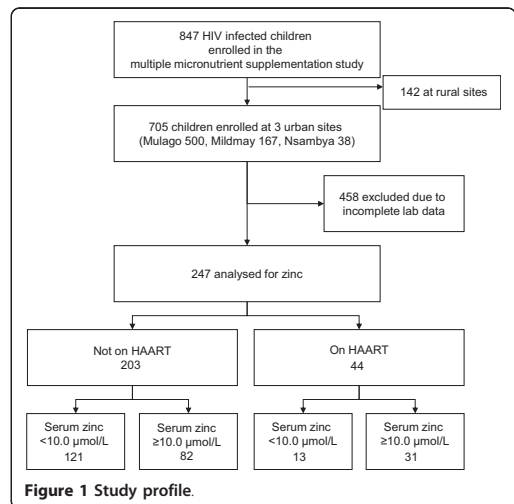 847 HIV infected children
enrolled in the
multiple micronutrient supplementation study
142 at rural sites
705 children enrolled at 3 urban sites
(Mulago 500, Mildmay 167, Nsambya 38)
458 excluded due to
incomplete lab data
247 analysed for zinc
Not on HAART
203
On HAART
44
Serum zinc
<10.0 µmol/L
121
Serum zinc
≥10.0 µmol/L
82
Serum zinc
<10.0 µmol/L
13
Serum zinc
≥10.0 µmol/L
31
Figure 1 Study profile.